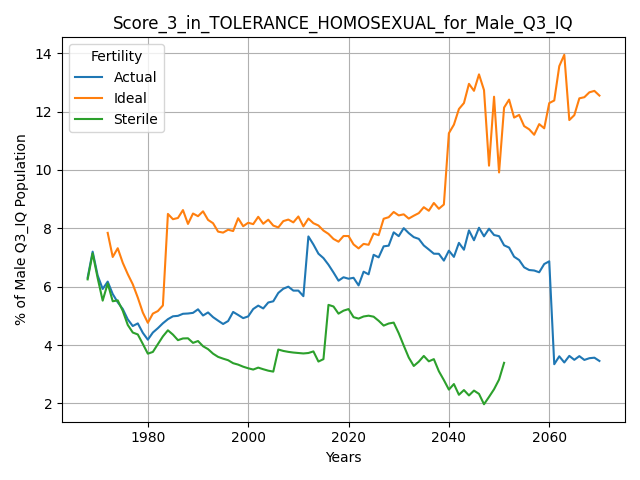 Score_3_in_TOLERANCE_HOMOSEXUAL_for_Male_Q3_IQ
Fertility
Actual
Ideal
Sterile
% of Male Q3_IQ Population
14
12
10
8
6
4
2
1980
2000
2020
2040
2060
Years